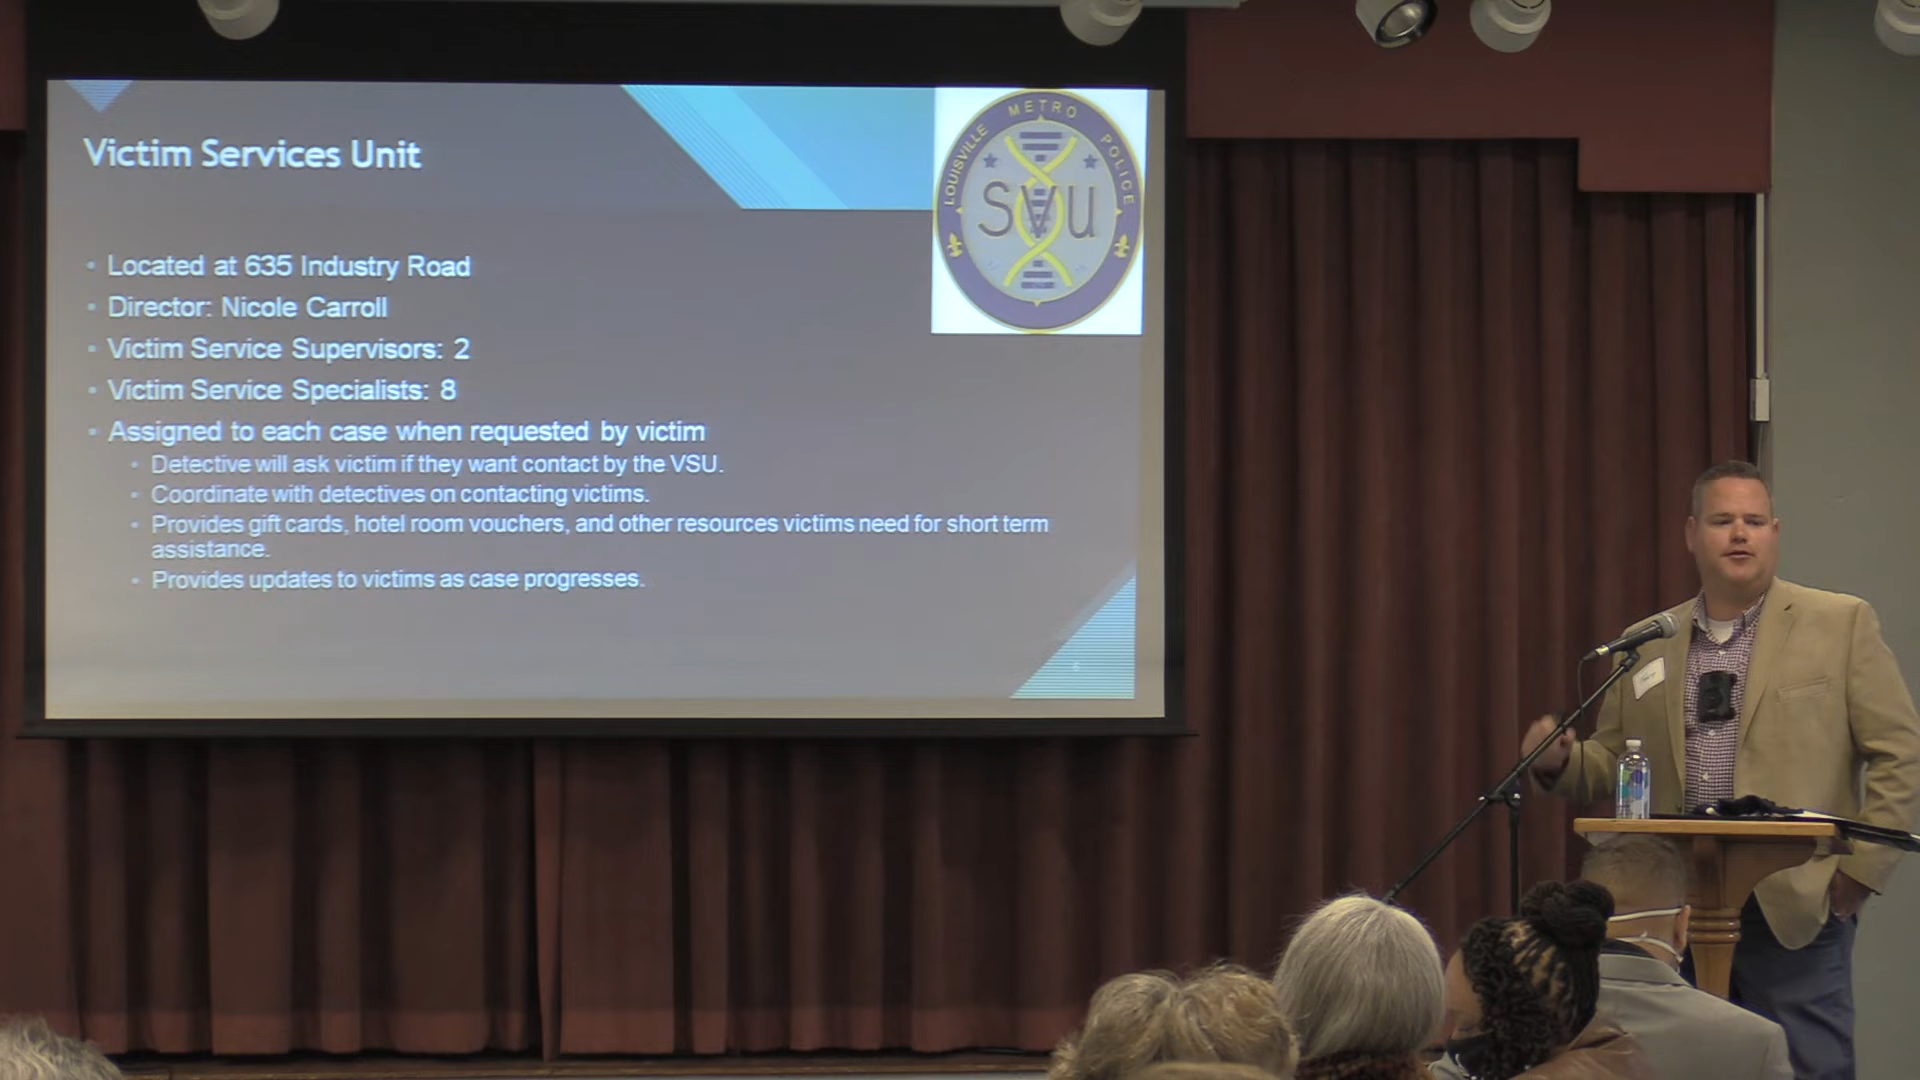 Victim Services Unit
LOUISVILLE METRO POLICE
SVU
• Located at 635 Industry Road
• Director: Nicole Carroll
• Victim Service Supervisors: 2
• Victim Service Specialists: 8
• Assigned to each case when requested by victim
• Detective will ask victim if they want contact by the VSU.
• Coordinate with detectives on contacting victims.
• Provides gift cards, hotel room vouchers, and other resources victims need for short term
assistance.
• Provides updates to victims as case progresses.